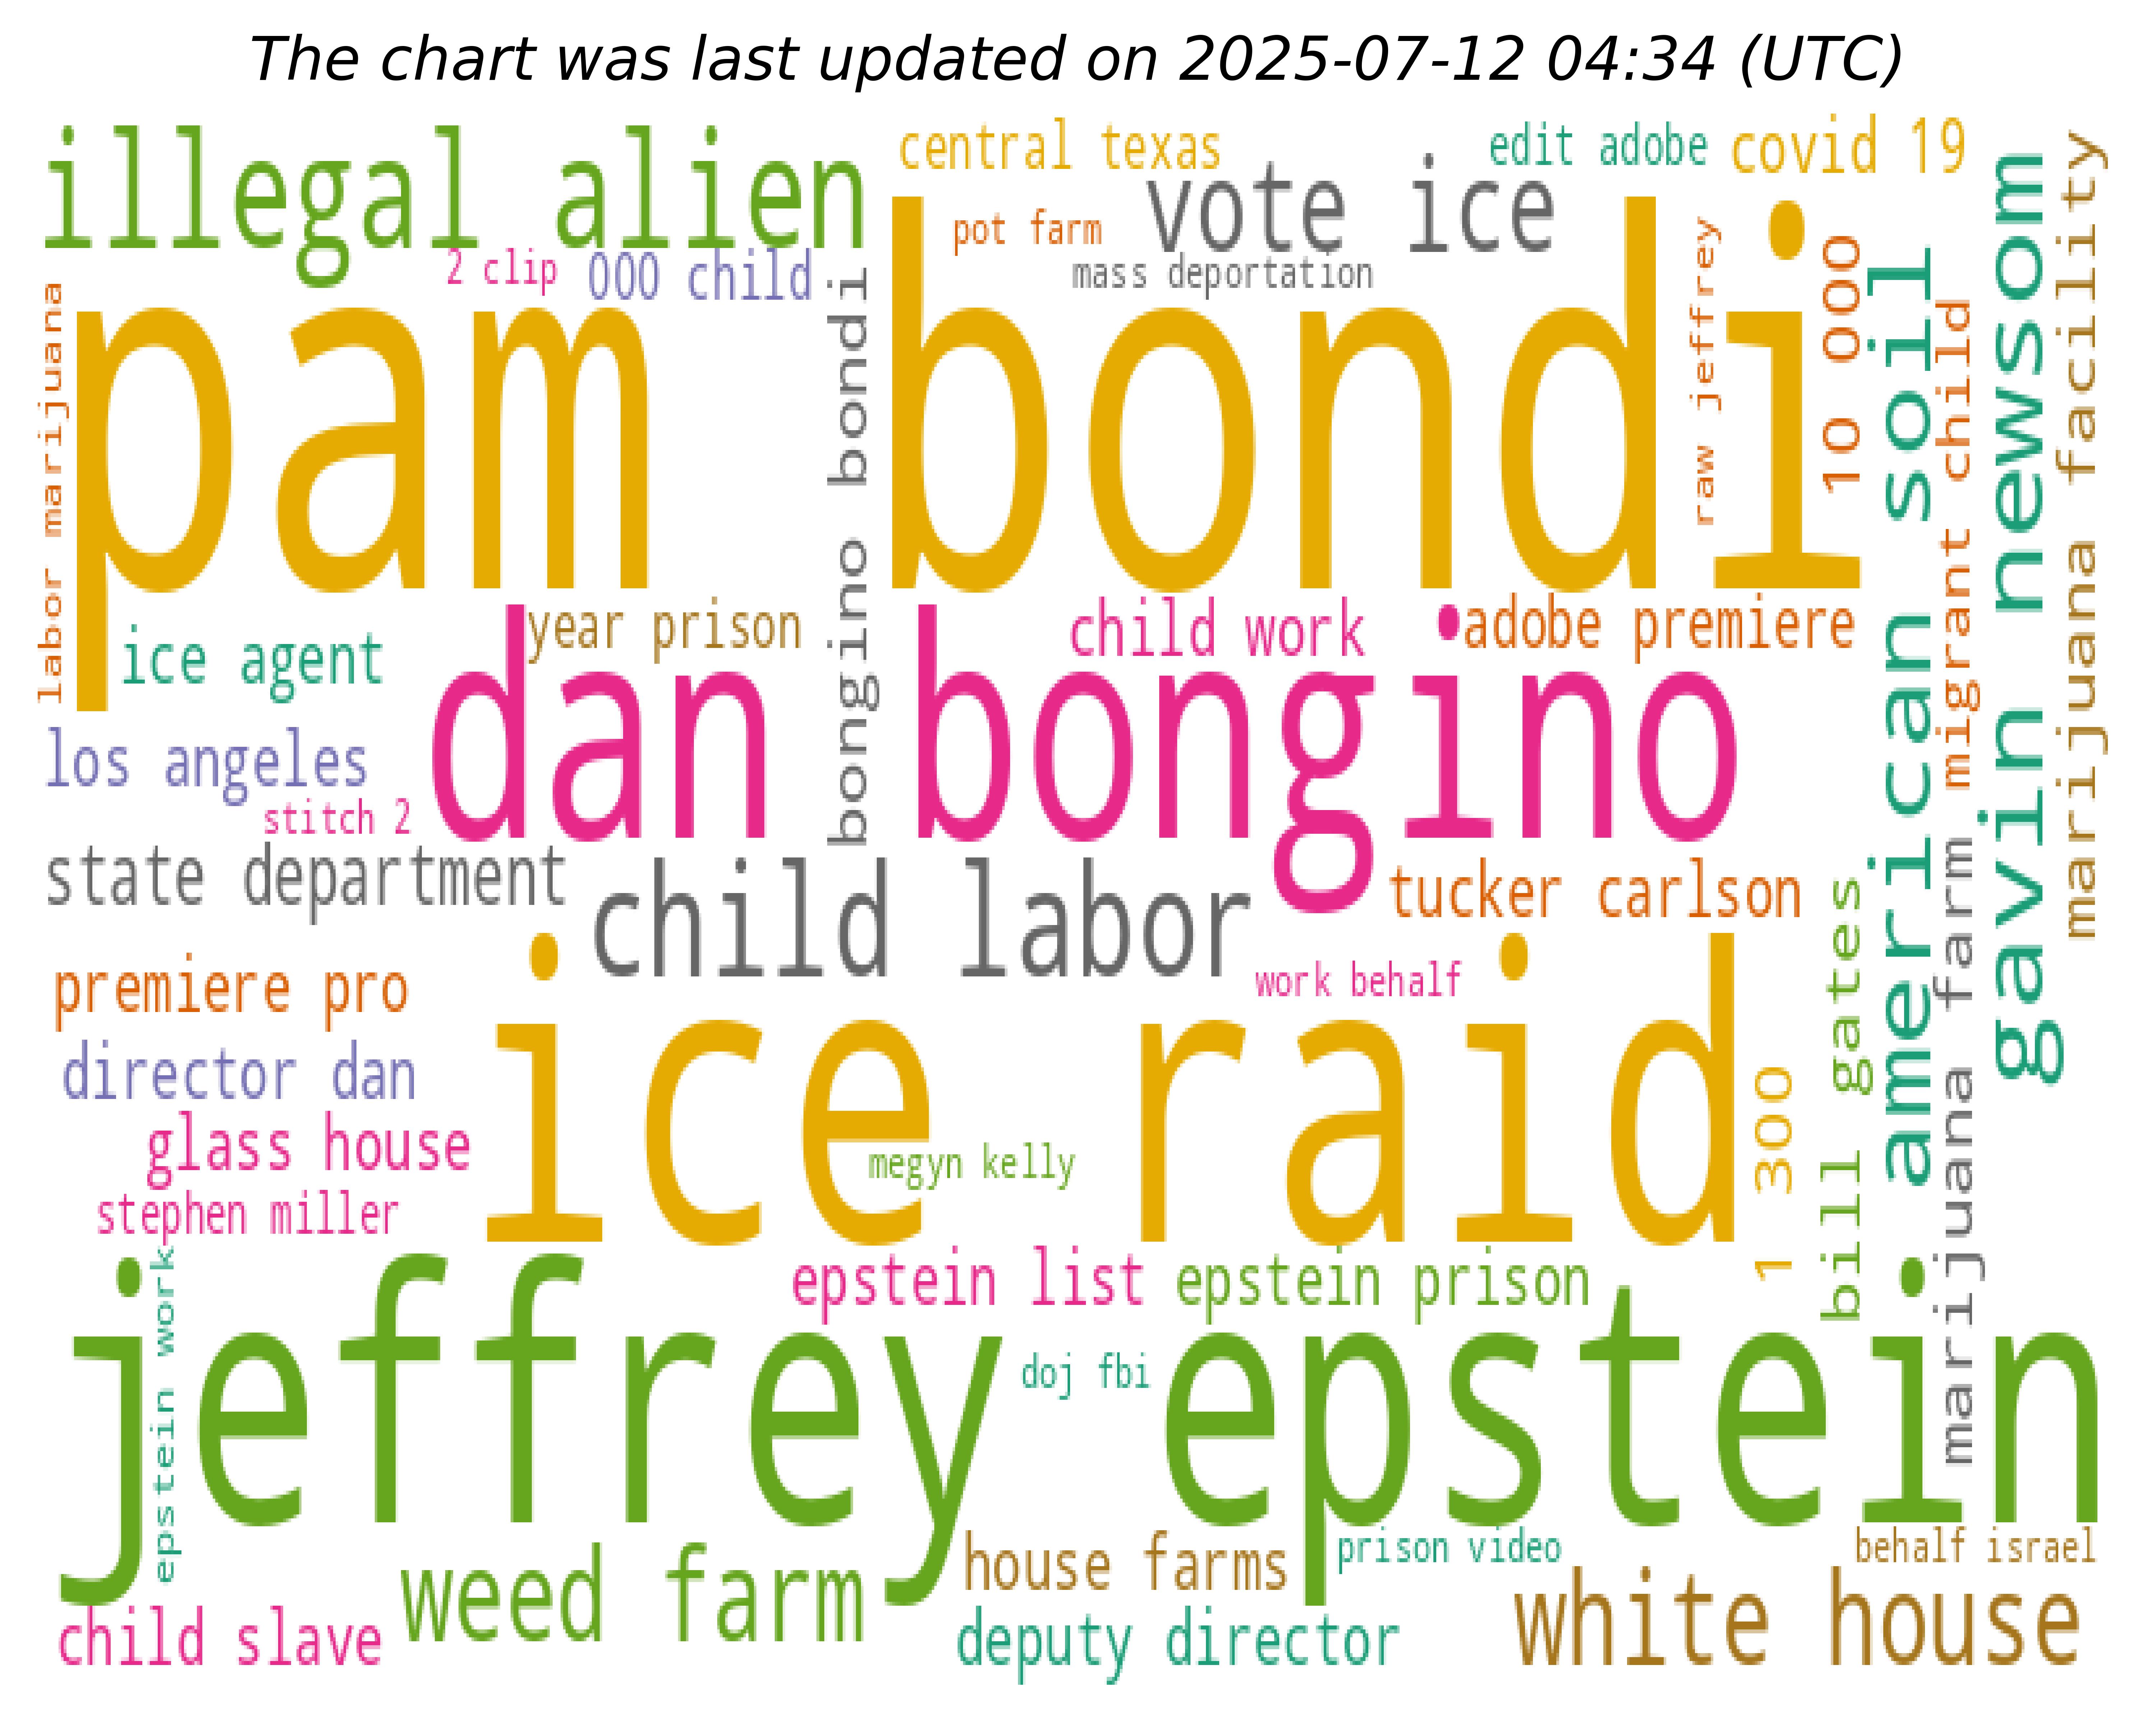 The chart was last updated on 2025-07-12 04:34 (UTC)
illegal alien
central texas
edit adobe
covid 19
vote ice
pot farm
2 clip
000 child
mass deportation
pam bondi
labor marijuana
bongino bondi
raw jeffrey
10 000
american soil
migrant child
gavin newsom
marijuana facility
ice agent
year prison
child work
adobe premiere
los angeles
dan bongino
stitch 2
state department
child labor
tucker carlson
premiere pro
work behalf
director dan
ice raid
glass house
megyn kelly
stephen miller
1 300
bill gates
marijuana farm
epstein list
epstein prison
epstein work
jeffrey epstein
doj fbi
house farms
prison video
behalf israel
weed farm
white house
child slave
deputy director